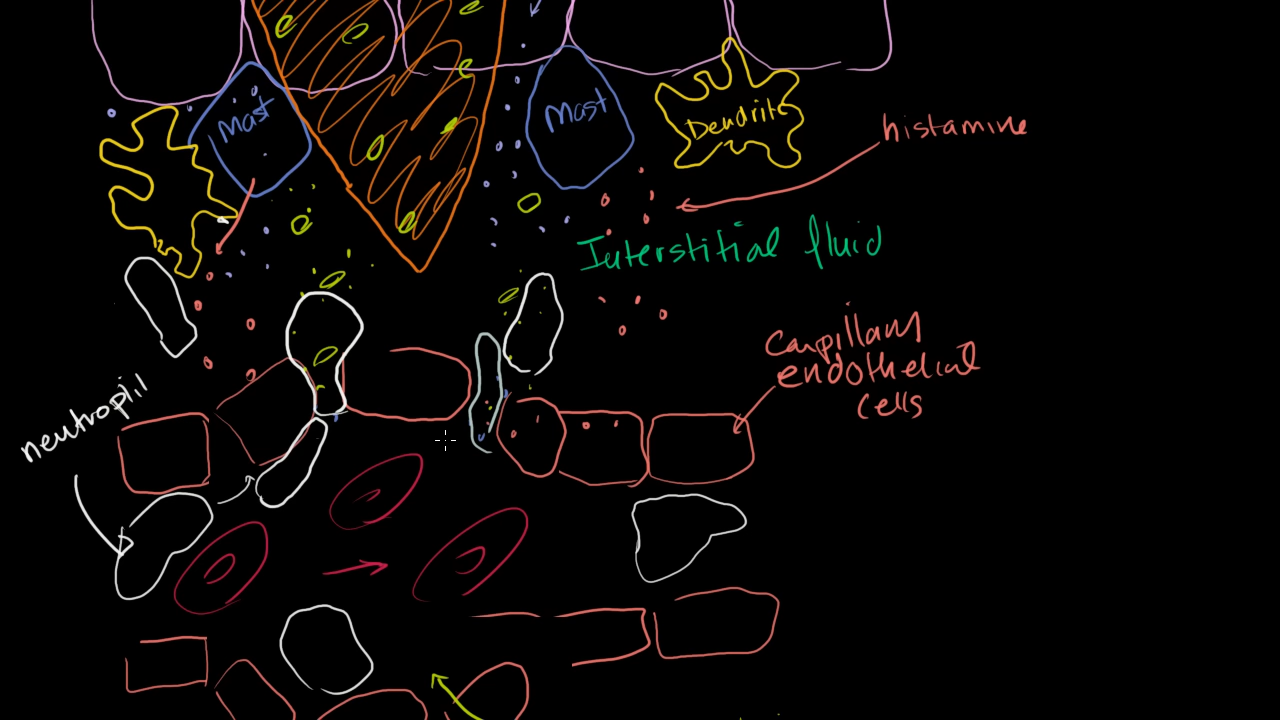 Mast
Mast
Dendrite
histamine
Interstitial fluid
Capillary
endothelial
cells
neutrophil